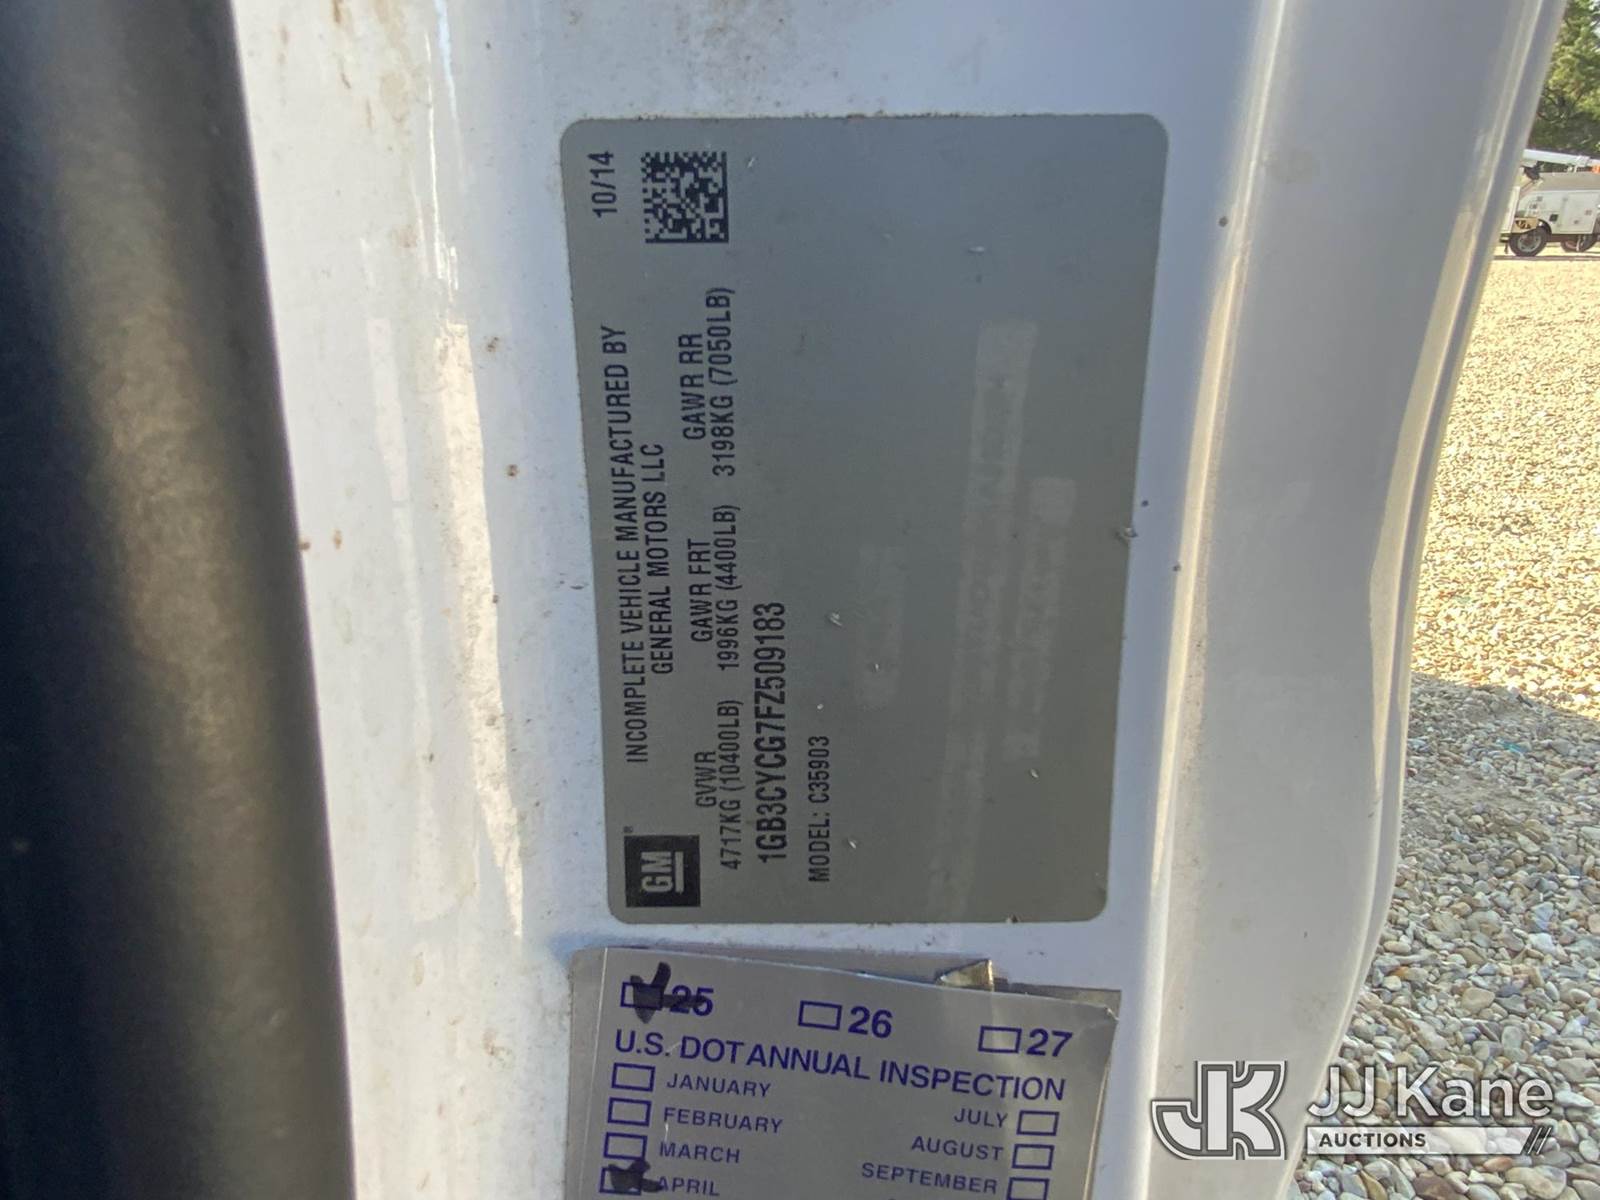 INCOMPLETE VEHICLE MANUFACTURED BY
GENERAL MOTORS LLC
10/14
GM
®
GVWR GAWR FRT GAWR RR
4717KG (10400LB) 1996KG (4400LB) 3198KG (7050LB)
1GB3CYCG7FZ509183
MODEL: C35903
25 26 27
U.S. DOT ANNUAL INSPECTION
JANUARY
FEBRUARY
MARCH
APRIL
JULY
AUGUST
SEPTEMBER
JK
JJ Kane
AUCTIONS